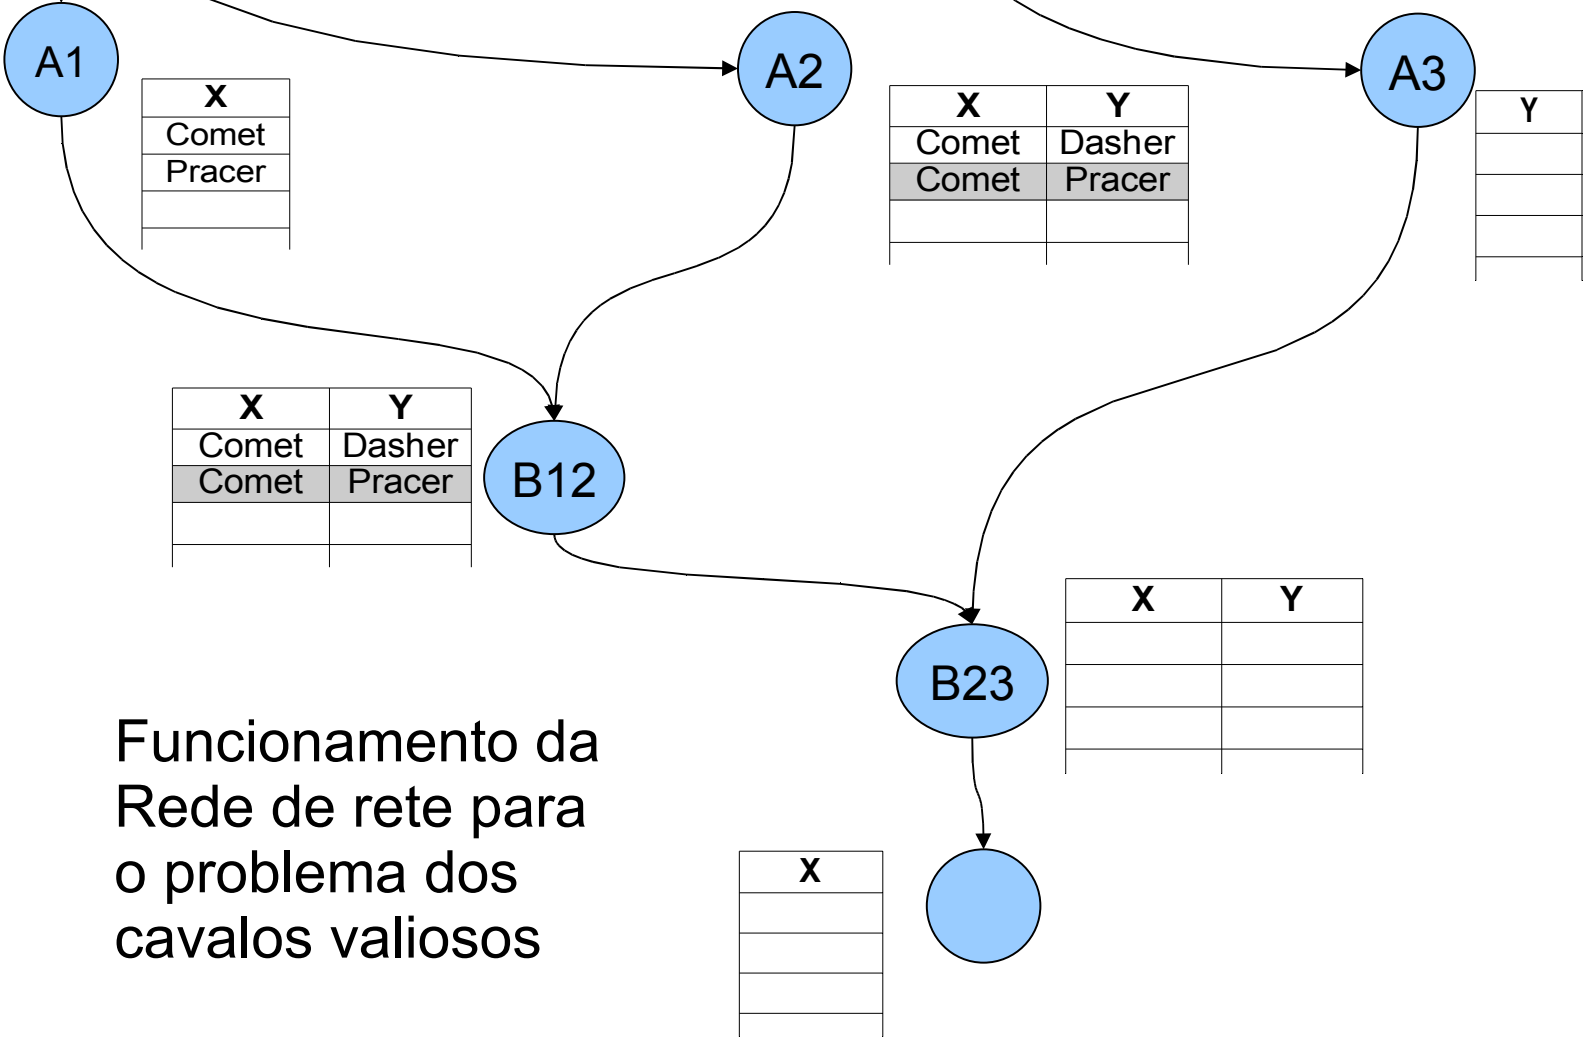 A1
A2
A3
X
Comet
Pracer
X Y
Comet Dasher
Comet Pracer
Y
X Y
Comet Dasher
Comet Pracer
B12
B23
X Y
Funcionamento da
Rede de rete para
o problema dos
cavalos valiosos
X